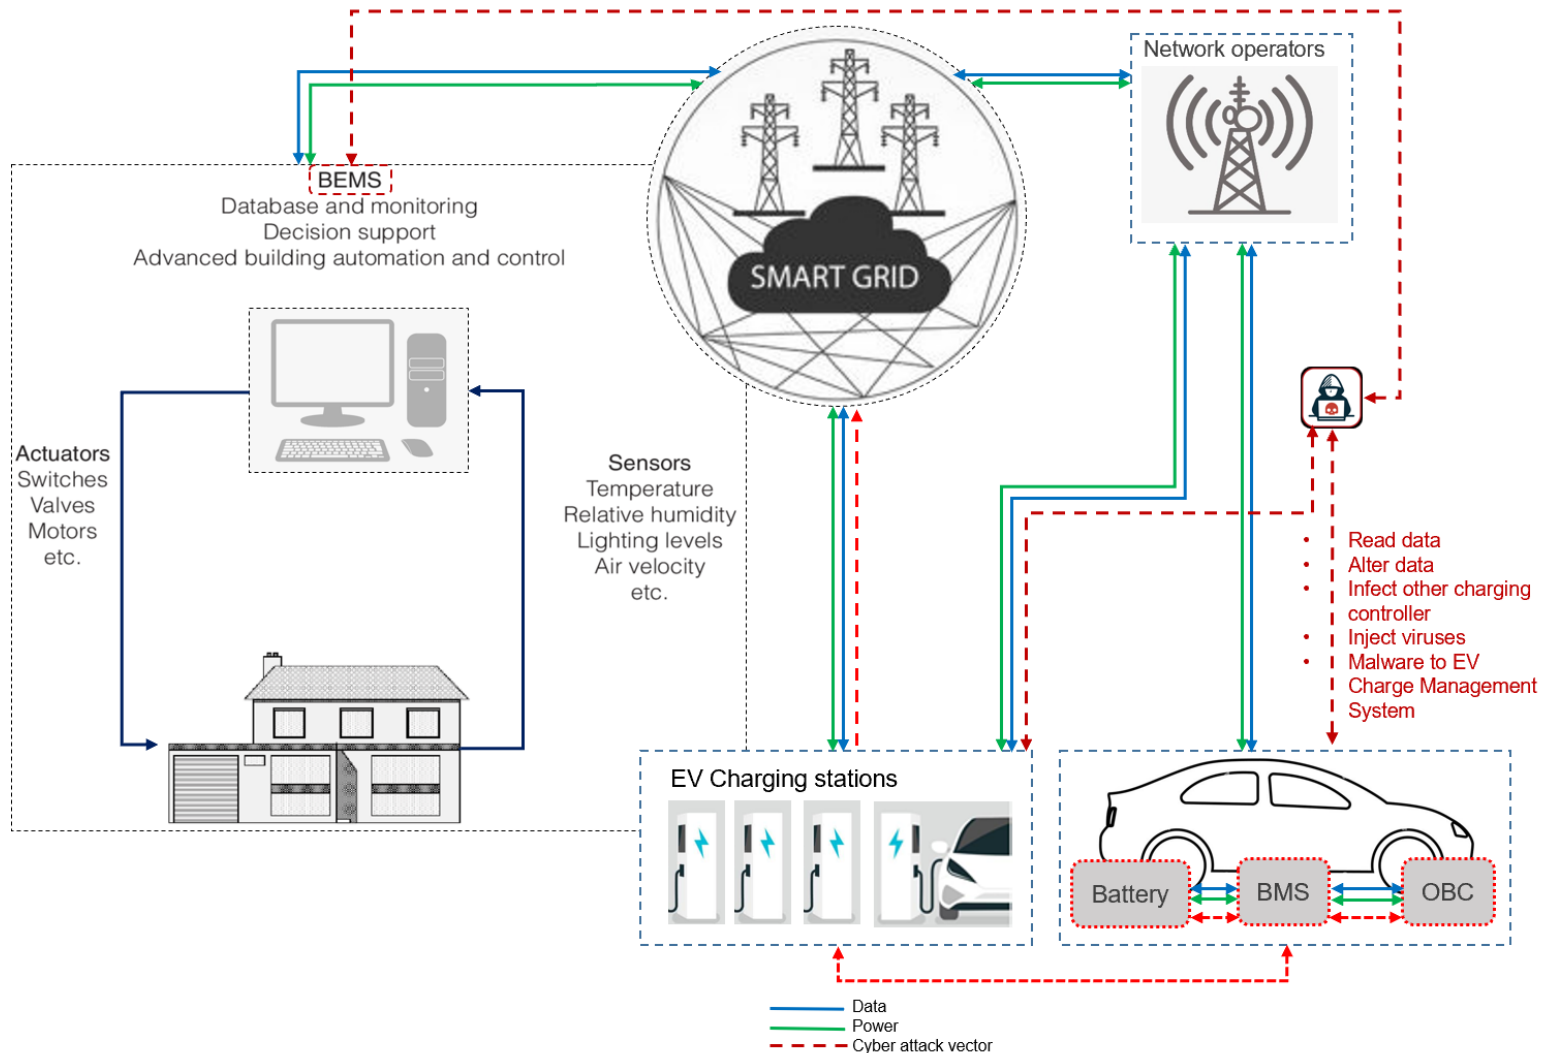 Network operators
BEMS
Database and monitoring
Decision support
Advanced building automation and control
SMART GRID
Actuators
Switches
Valves
Motors
etc.
Sensors
Temperature
Relative humidity
Lighting levels
Air velocity
etc.
• Read data
• Alter data
• Infect other charging
controller
• Inject viruses
• Malware to EV
Charge Management
System
EV Charging stations
Battery
BMS
OBC
Data
Power
Cyber attack vector